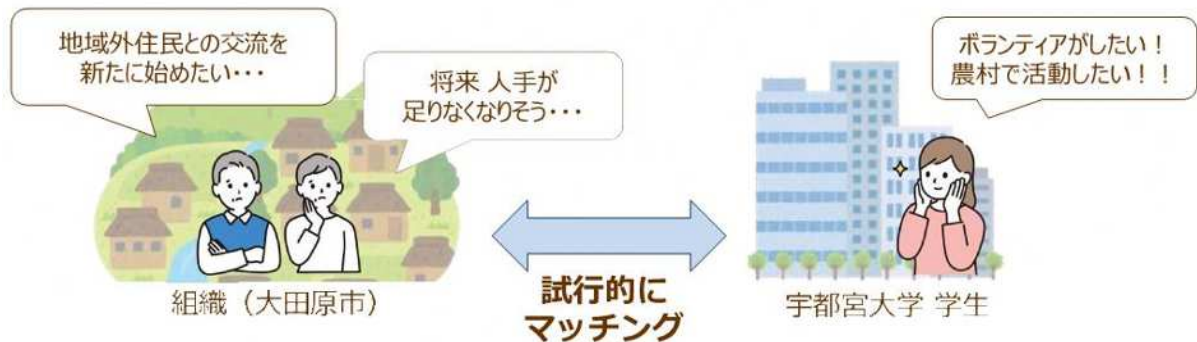 地域外住民との交流を
新たに始めたい・・・
将来 人手が
足りなくなりそう・・・
ボランティアがしたい！
農村で活動したい！！
組織（大田原市）
試行的に
マッチング
宇都宮大学 学生